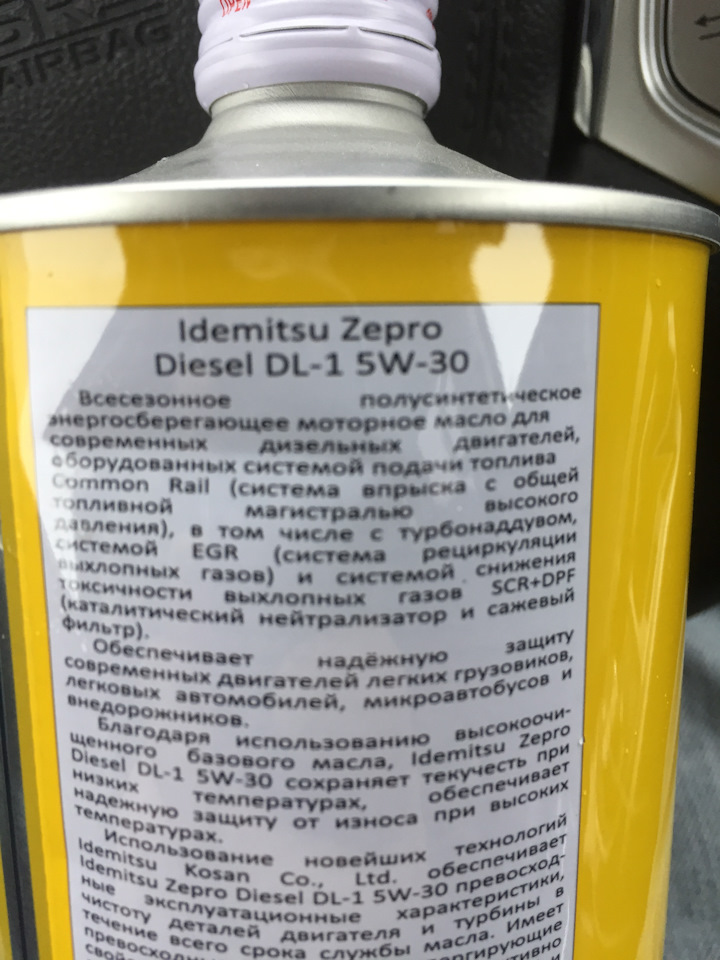 SRS
AIRBAG
Idemitsu Zepro
Diesel DL-1 5W-30
Всесезонное полусинтетическое
энергосберегающее моторное масло для
современных дизельных двигателей,
оборудованных системой подачи топлива
Common Rail (система впрыска с общей
топливной магистралью высокого
давления), в том числе с турбонаддувом,
системой EGR (система рециркуляции
выхлопных газов) и системой снижения
токсичности выхлопных газов SCR+DPF
(каталитический нейтрализатор и сажевый
фильтр).
Обеспечивает надёжную защиту
современных двигателей легких грузовиков,
легковых автомобилей, микроавтобусов и
внедорожников.
Благодаря использованию высокоочи-
щенного базового масла, Idemitsu Zepro
Diesel DL-1 5W-30 сохраняет текучесть при
низких температурах, обеспечивает
надежную защиту от износа при высоких
температурах.
Использование новейших технологий
Idemitsu Kosan Co., Ltd. обеспечивает
Idemitsu Zepro Diesel DL-1 5W-30 превосход-
ные эксплуатационные характеристики,
чистоту деталей двигателя и турбины в
течение всего срока службы масла. Имеет
превосходные